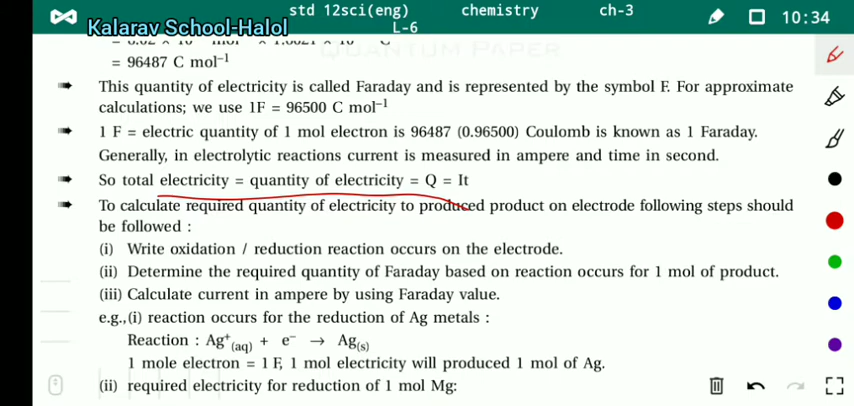 std 12sci(eng) chemistry ch-3
Kalarav School-Halol L-6 10:34
QUANTUM PAPER
= 96487 C mol⁻¹
This quantity of electricity is called Faraday and is represented by the symbol F. For approximate
calculations; we use 1F = 96500 C mol⁻¹
1 F = electric quantity of 1 mol electron is 96487 (0.96500) Coulomb is known as 1 Faraday.
Generally, in electrolytic reactions current is measured in ampere and time in second.
So total electricity = quantity of electricity = Q = It
To calculate required quantity of electricity to produced product on electrode following steps should
be followed :
(i) Write oxidation / reduction reaction occurs on the electrode.
(ii) Determine the required quantity of Faraday based on reaction occurs for 1 mol of product.
(iii) Calculate current in ampere by using Faraday value.
e.g.,(i) reaction occurs for the reduction of Ag metals :
Reaction : Ag⁺(aq) + e⁻ → Ag(s)
1 mole electron = 1 F, 1 mol electricity will produced 1 mol of Ag.
(ii) required electricity for reduction of 1 mol Mg: